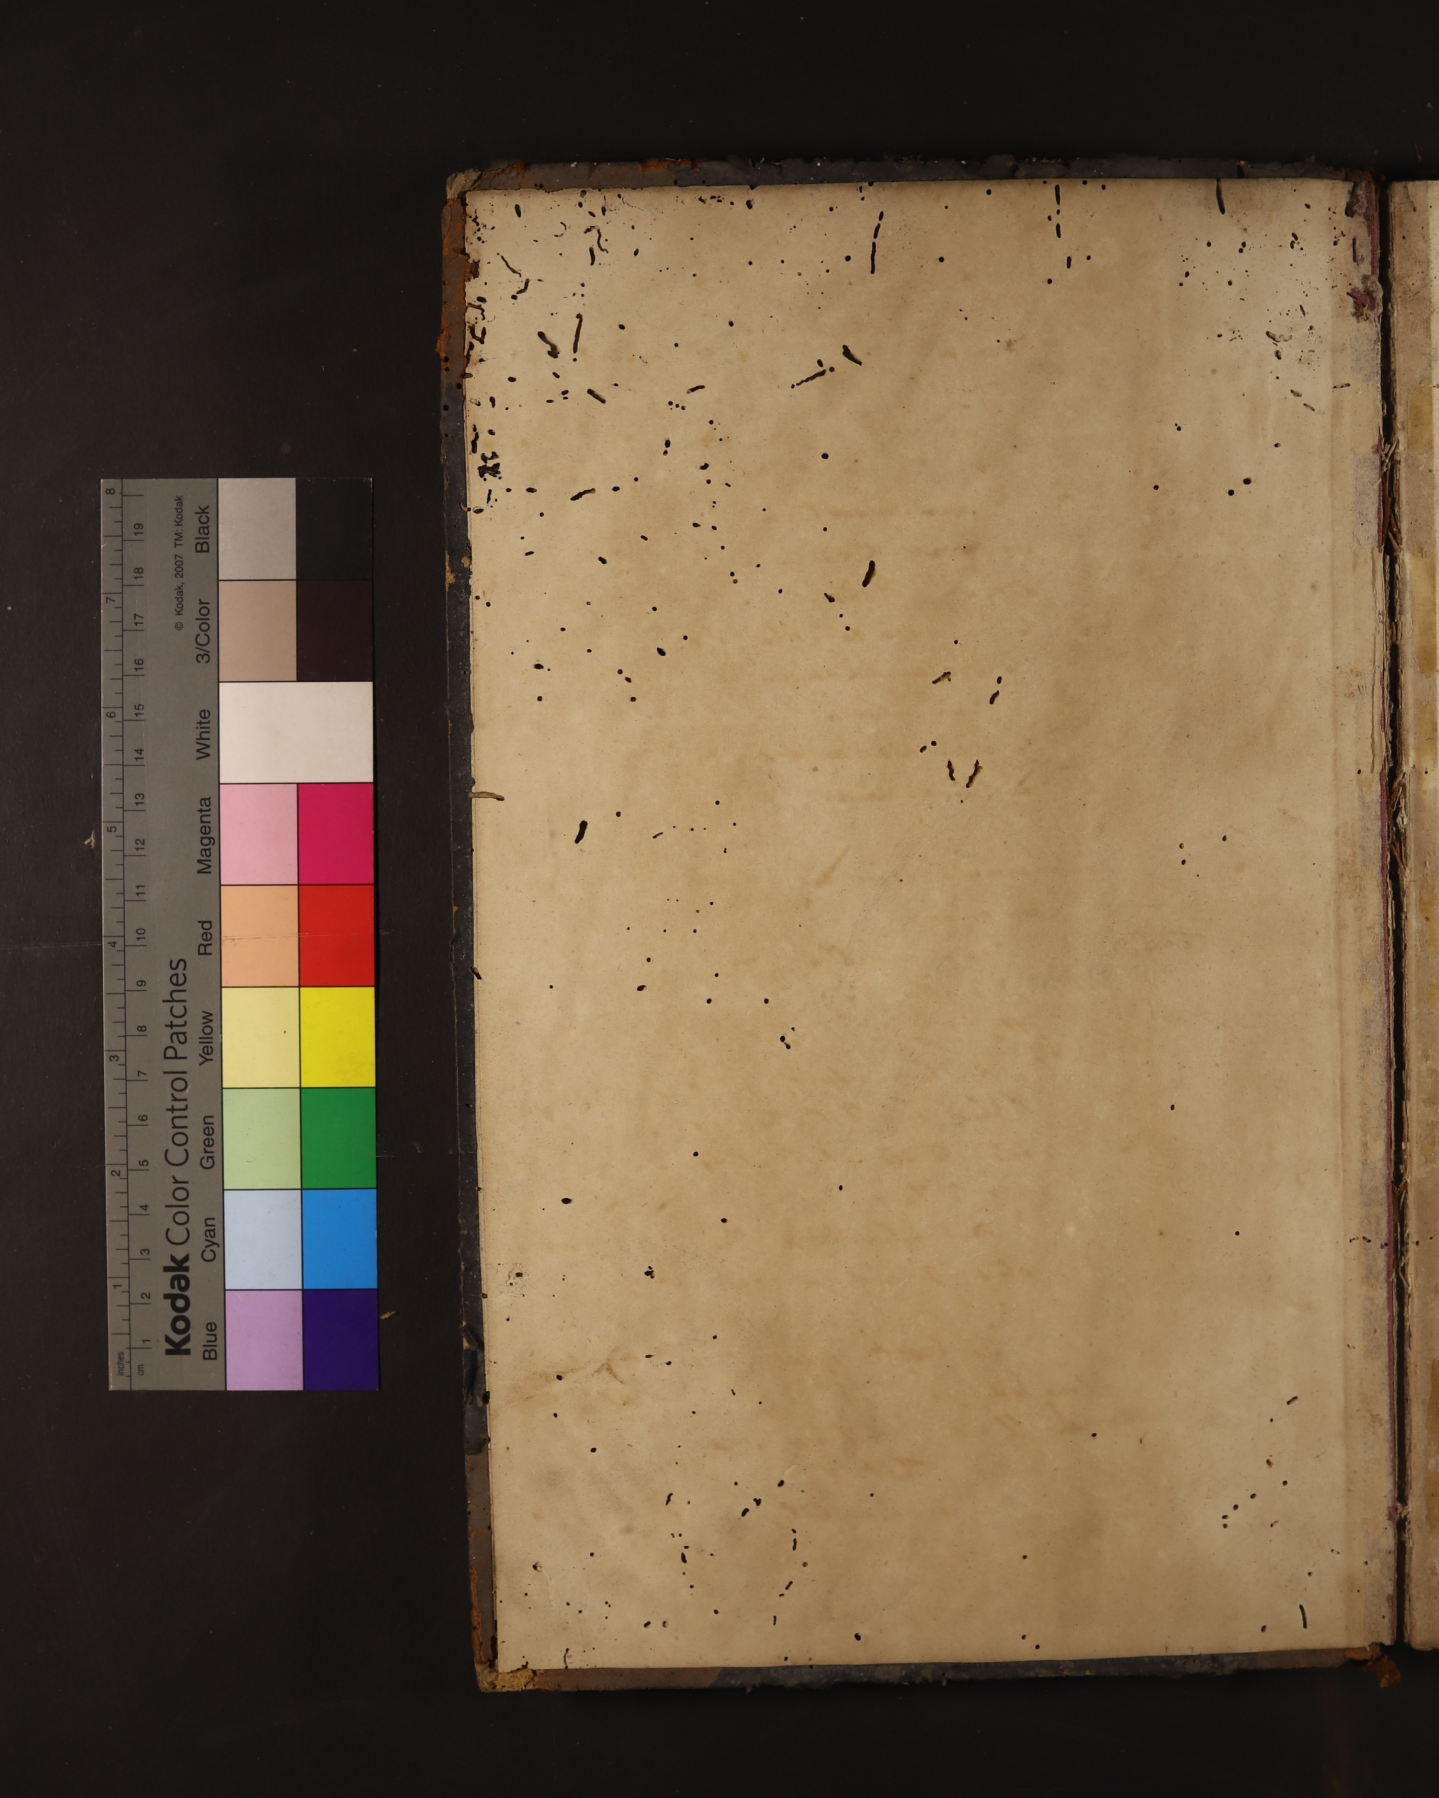 Kodak Color Control Patches
© Kodak, 2007 TM: Kodak
Blue Cyan Green Yellow Red Magenta White 3/Color Black
inches 1 2 3 4 5 6 7 8
cm 1 2 3 4 5 6 7 8 9 10 11 12 13 14 15 16 17 18 19